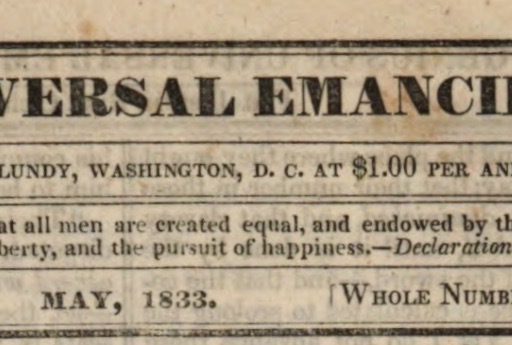 VERSAL EMANCI
LUNDY, WASHINGTON, D. C. AT $1.00 PER AN
at all men are created equal, and endowed by th
berty, and the pursuit of happiness.—Declaration
MAY, 1833.
WHOLE NUMB